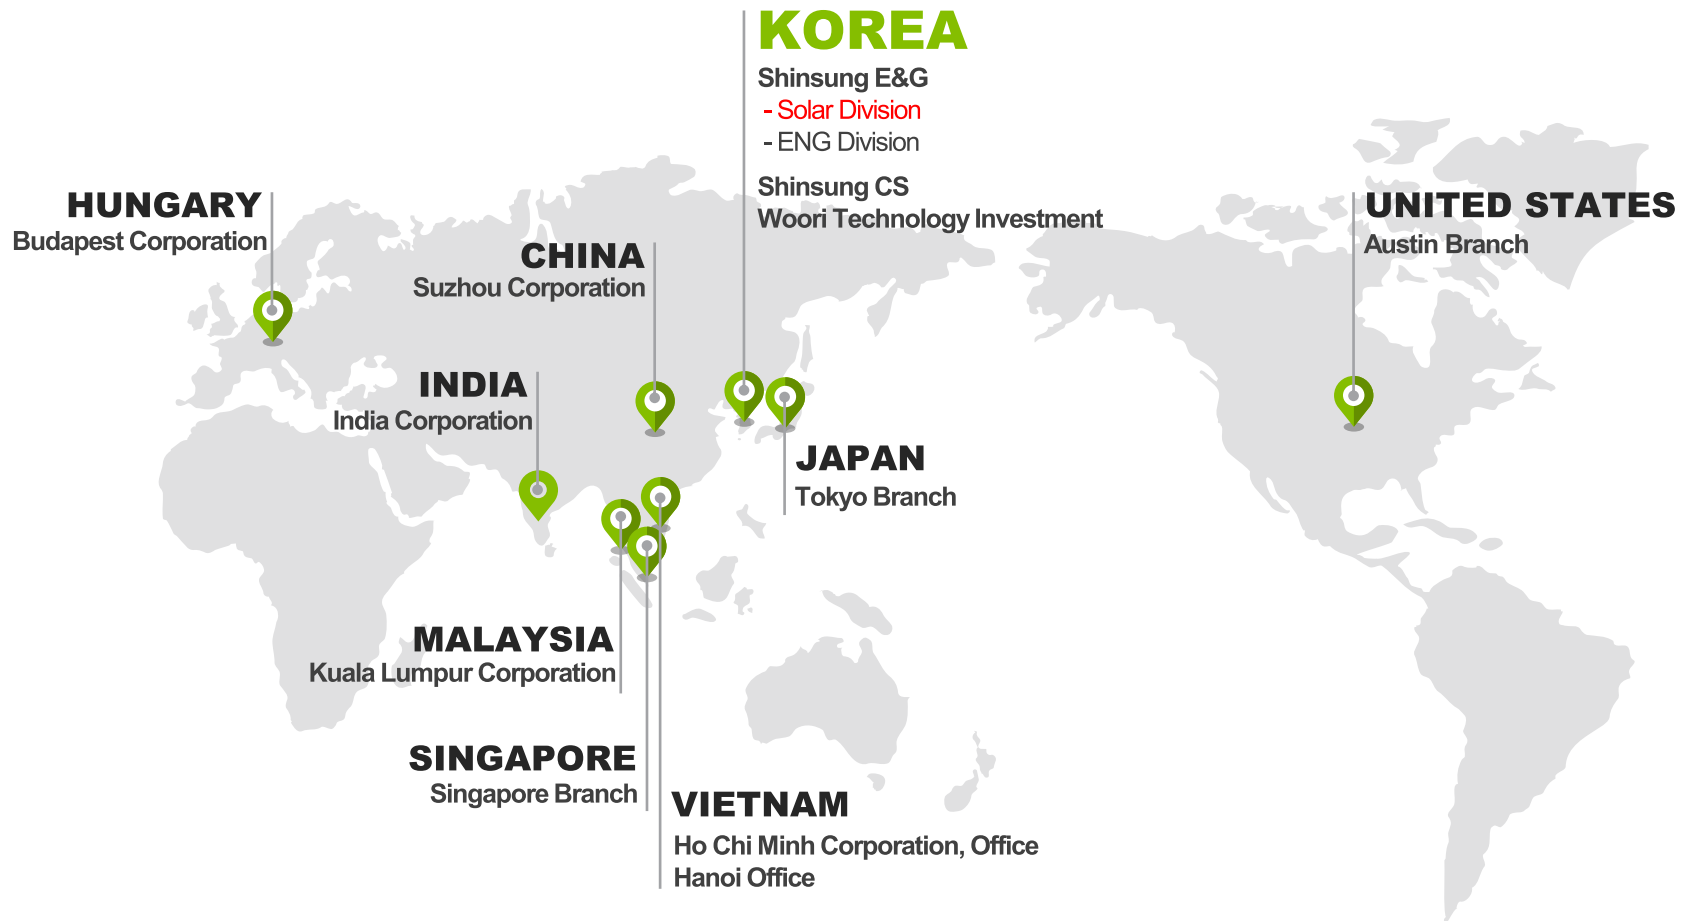 KOREA
Shinsung E&G
- Solar Division
- ENG Division
Shinsung CS
Woori Technology Investment
HUNGARY
Budapest Corporation
UNITED STATES
Austin Branch
CHINA
Suzhou Corporation
INDIA
India Corporation
JAPAN
Tokyo Branch
MALAYSIA
Kuala Lumpur Corporation
SINGAPORE
Singapore Branch
VIETNAM
Ho Chi Minh Corporation, Office
Hanoi Office